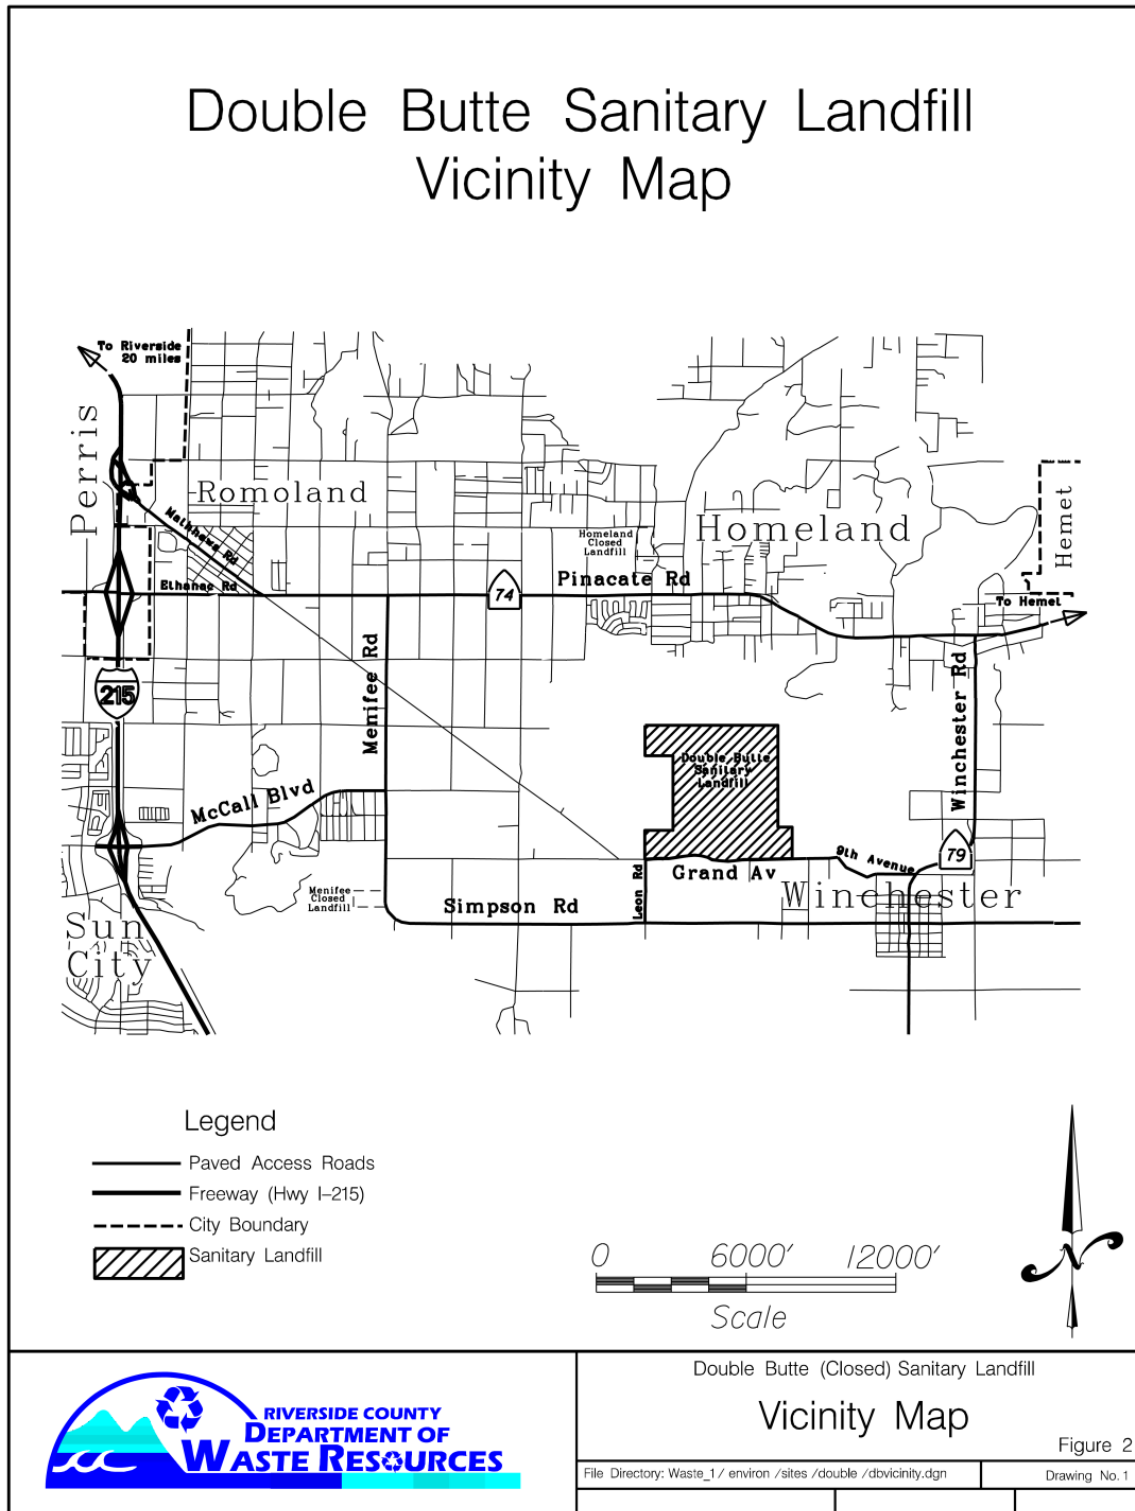 Double Butte Sanitary Landfill
Vicinity Map
To Riverside
20 miles
Perris
Romoland
Mathhews Rd
Ethanac Rd
Homeland
Closed
Landfill
Homeland
Hemet
Pinacate Rd
74
To Hemet
215
Menifee Rd
Winchester Rd
Double Butte
Sanitary
Landfill
McCall Blvd
9th Avenue
79
Grand Av
Leon Rd
Winchester
Menifee
Closed
Landfill
Simpson Rd
Sun
City
Legend
Paved Access Roads
Freeway (Hwy I-215)
City Boundary
Sanitary Landfill
0 6000' 12000'
Scale
N
RIVERSIDE COUNTY
DEPARTMENT OF
WASTE RESOURCES
Double Butte (Closed) Sanitary Landfill
Vicinity Map
Figure 2
File Directory: Waste_1/ environ /sites /double /dbvicinity.dgn
Drawing No. 1